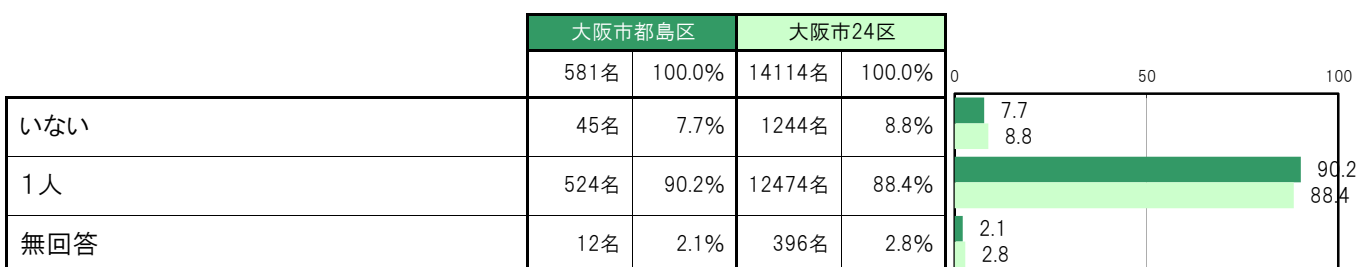 大阪市都島区 大阪市24区
581名 100.0% 14114名 100.0% 0 50 100
いない 45名 7.7% 1244名 8.8% 7.7
8.8
1人 524名 90.2% 12474名 88.4% 90.2
88.4
無回答 12名 2.1% 396名 2.8% 2.1
2.8